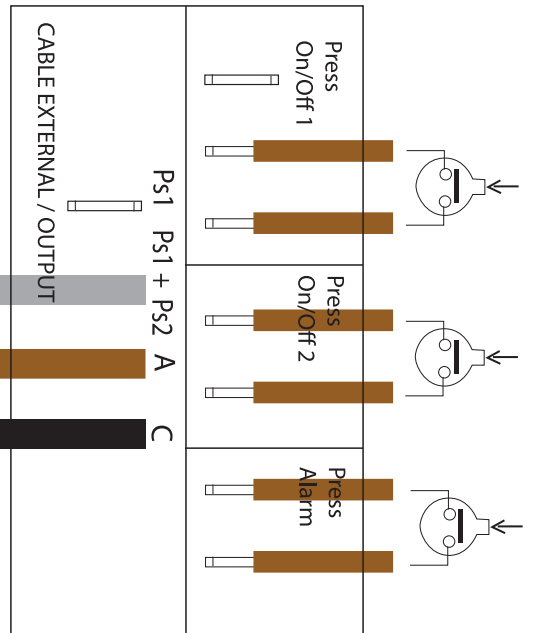 Press
On/Off 1
Press
On/Off 2
Press
Alarm
Ps1
Ps1 + Ps2
A
C
CABLE EXTERNAL / OUTPUT